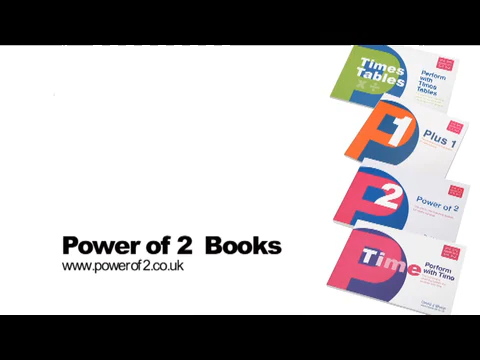 Times
Tables
x÷
Perform
with Times
Tables
1
Plus 1
2
Power of 2
Time
Perform
with Time
Power of 2 Books
www.powerof2.co.uk